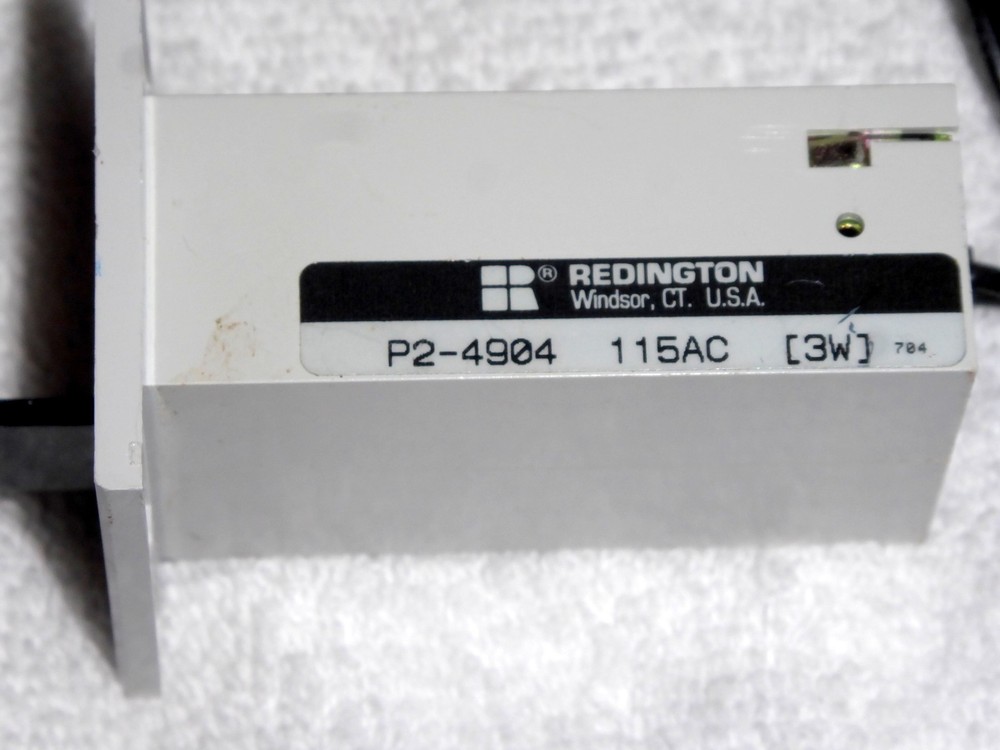 R® REDINGTON
Windsor, CT. U.S.A.
P2-4904 115AC [3W] 704